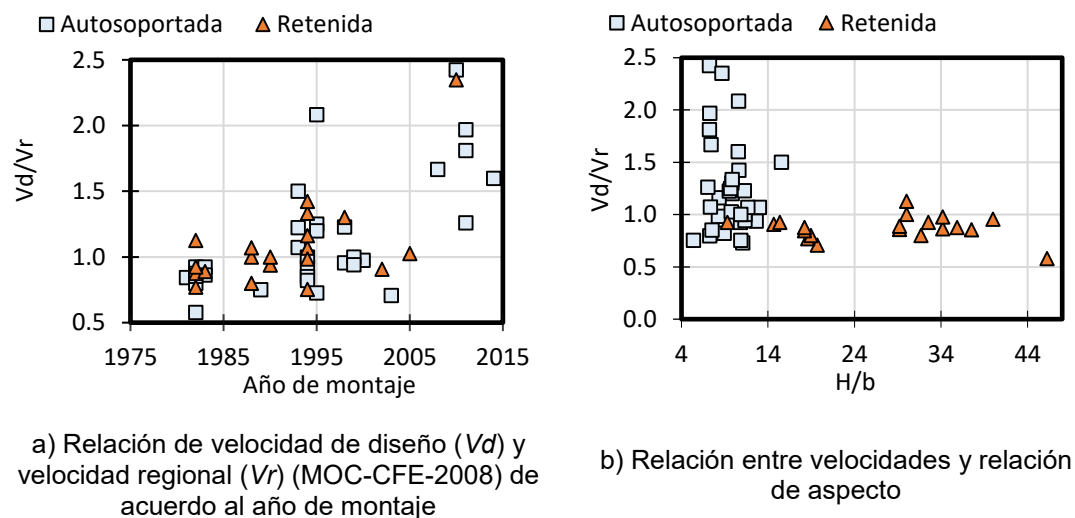 Autosoportada Retenida
2.5
2.0
1.5
1.0
0.5
Vd/Vr
1975 1985 1995 2005 2015
Año de montaje
a) Relación de velocidad de diseño (Vd) y
velocidad regional (Vr) (MOC-CFE-2008) de
acuerdo al año de montaje
Autosoportada Retenida
2.5
2.0
1.5
1.0
0.5
0.0
Vd/Vr
4 14 24 34 44
H/b
b) Relación entre velocidades y relación
de aspecto